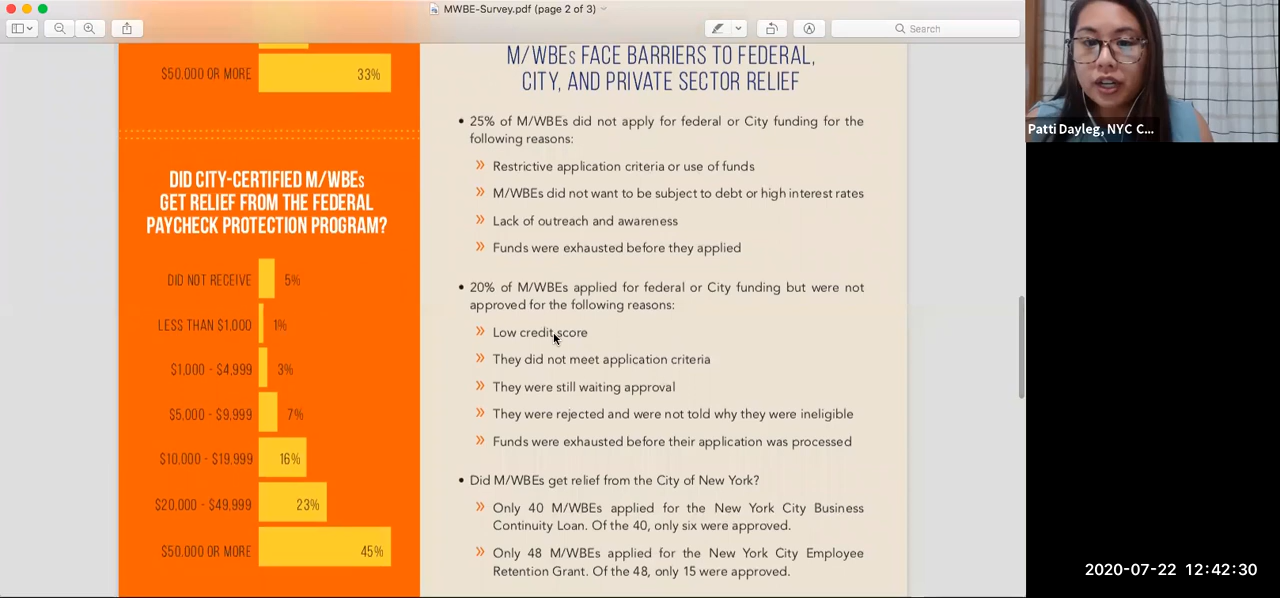 MWBE-Survey.pdf (page 2 of 3)
Search
$50,000 OR MORE 33%
DID CITY-CERTIFIED M/WBEs
GET RELIEF FROM THE FEDERAL
PAYCHECK PROTECTION PROGRAM?
DID NOT RECEIVE 5%
LESS THAN $1,000 1%
$1,000 - $4,999 3%
$5,000 - $9,999 7%
$10,000 - $19,999 16%
$20,000 - $49,999 23%
$50,000 OR MORE 45%
M/WBEs FACE BARRIERS TO FEDERAL,
CITY, AND PRIVATE SECTOR RELIEF
• 25% of M/WBEs did not apply for federal or City funding for the
following reasons:
» Restrictive application criteria or use of funds
» M/WBEs did not want to be subject to debt or high interest rates
» Lack of outreach and awareness
» Funds were exhausted before they applied
• 20% of M/WBEs applied for federal or City funding but were not
approved for the following reasons:
» Low credit score
» They did not meet application criteria
» They were still waiting approval
» They were rejected and were not told why they were ineligible
» Funds were exhausted before their application was processed
• Did M/WBEs get relief from the City of New York?
» Only 40 M/WBEs applied for the New York City Business
Continuity Loan. Of the 40, only six were approved.
» Only 48 M/WBEs applied for the New York City Employee
Retention Grant. Of the 48, only 15 were approved.
Patti Dayleg, NYC C...
2020-07-22 12:42:30